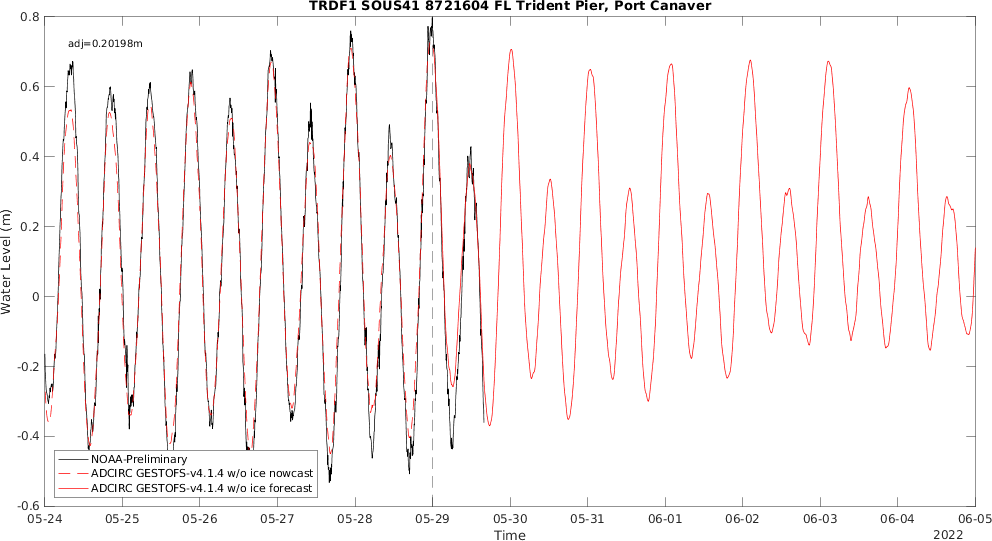 TRDF1 SOUS41 8721604 FL Trident Pier, Port Canaver
0.8
adj=0.20198m
0.6
0.4
0.2
0
-0.2
-0.4
-0.6
Water Level (m)
NOAA-Preliminary
ADCIRC GESTOFS-v4.1.4 w/o ice nowcast
ADCIRC GESTOFS-v4.1.4 w/o ice forecast
05-24 05-25 05-26 05-27 05-28 05-29 05-30 05-31 06-01 06-02 06-03 06-04 06-05
Time
2022